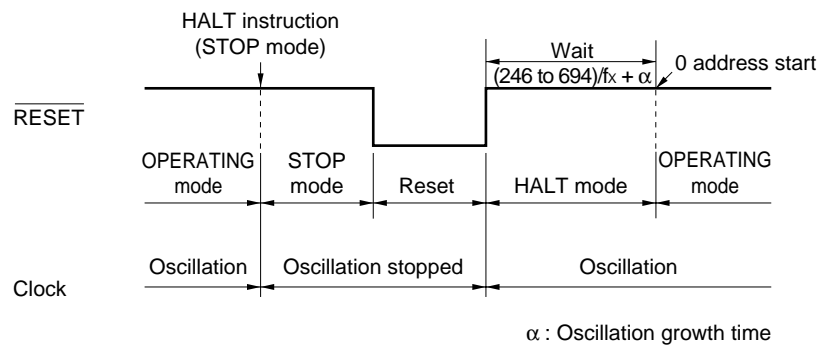 HALT instruction
(STOP mode)
Wait
(246 to 694)/fx + α
0 address start
RESET
OPERATING mode
STOP mode
Reset
HALT mode
OPERATING mode
Oscillation
Oscillation stopped
Oscillation
Clock
α : Oscillation growth time